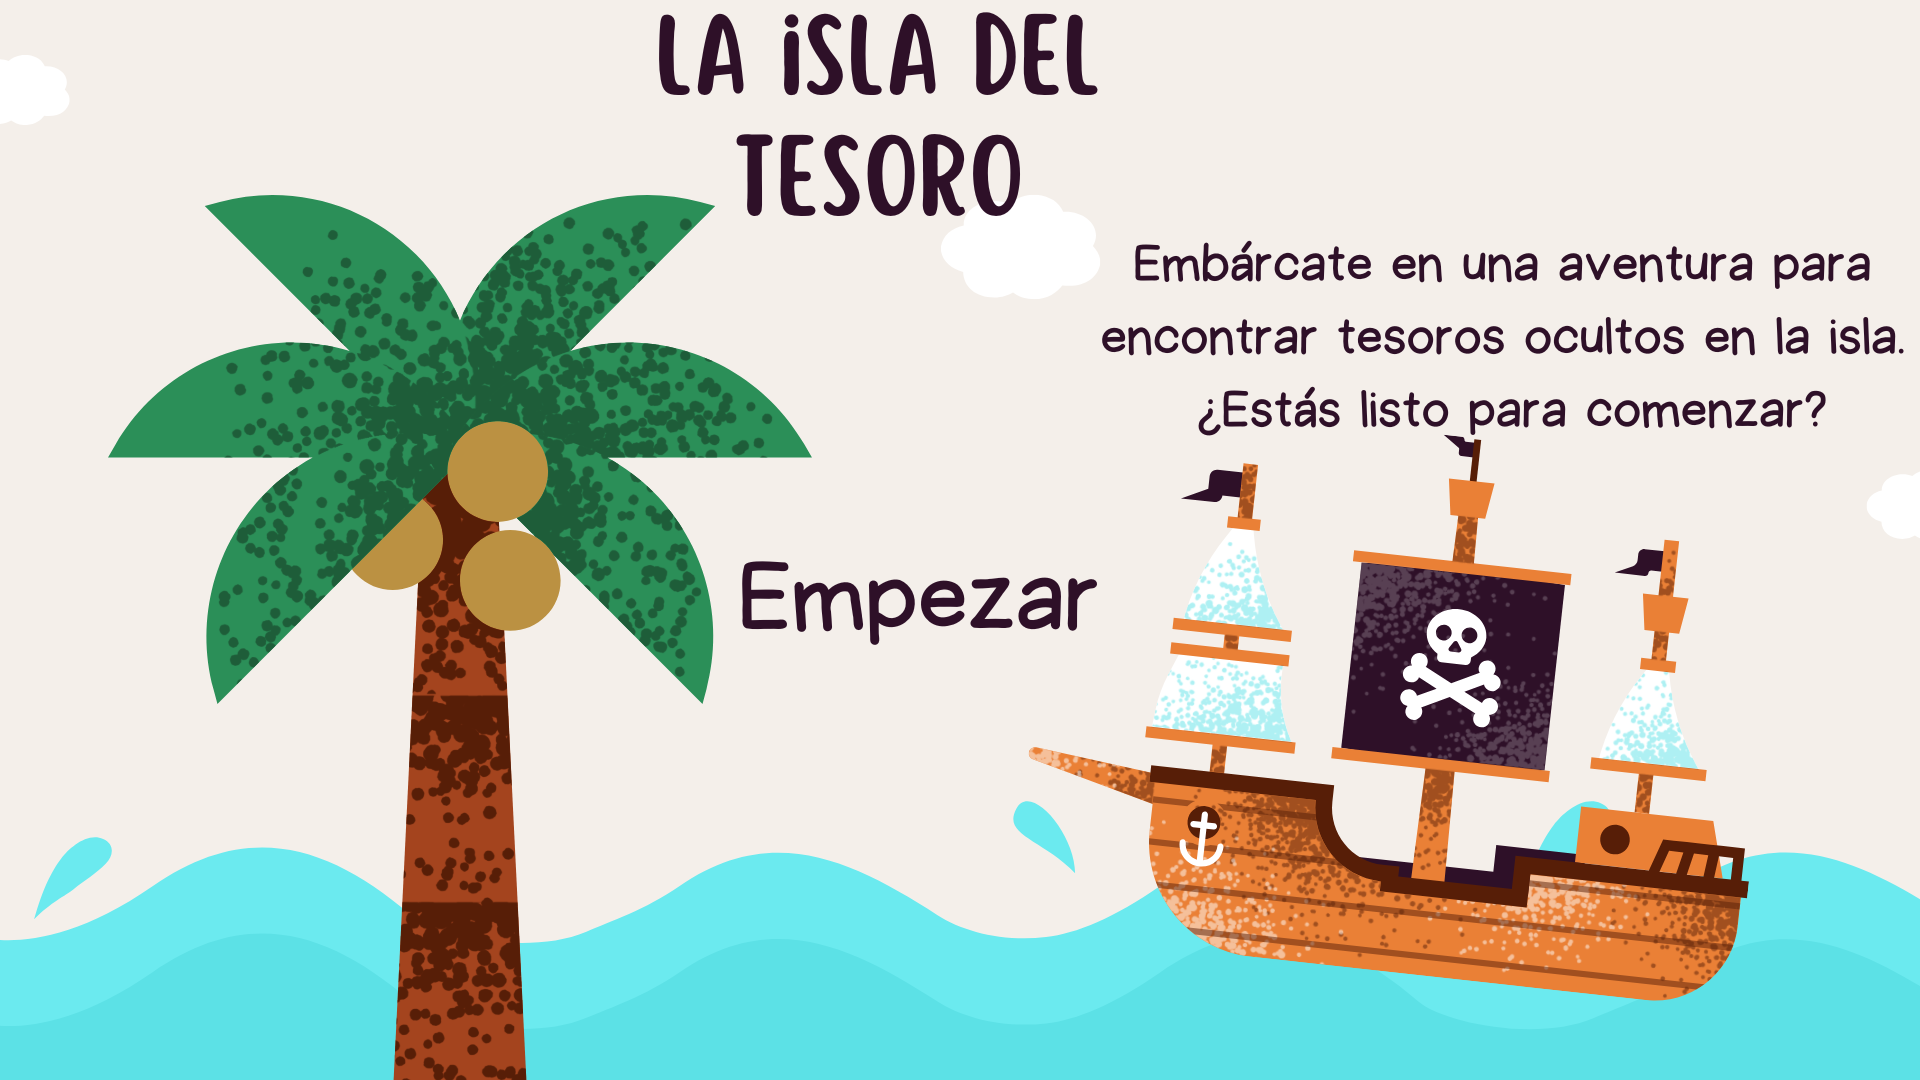 LA iSLA DEL
TESORO
Embárcate en una aventura para
encontrar tesoros ocultos en la isla.
¿Estás listo para comenzar?
Empezar